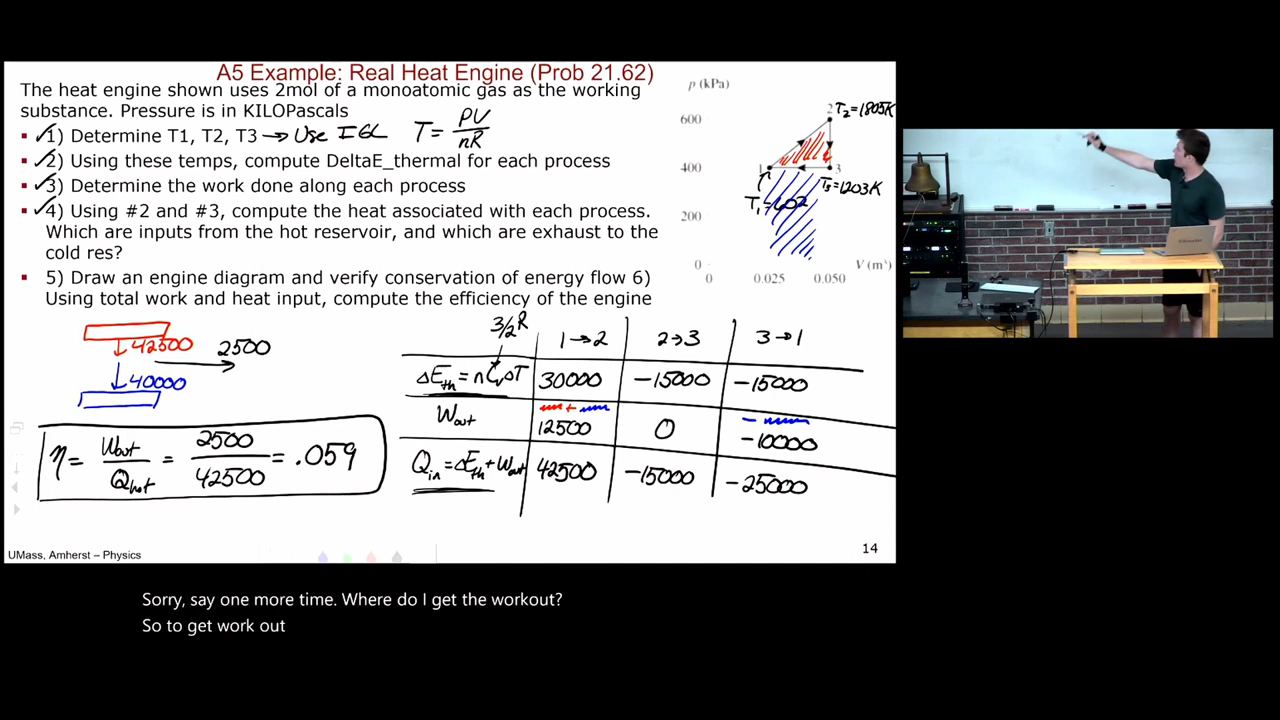 A5 Example: Real Heat Engine (Prob 21.62)
The heat engine shown uses 2mol of a monoatomic gas as the working
substance. Pressure is in KILOPascals
1) Determine T1, T2, T3 → Use IGL T = PV/nR
2) Using these temps, compute DeltaE_thermal for each process
3) Determine the work done along each process
4) Using #2 and #3, compute the heat associated with each process.
Which are inputs from the hot reservoir, and which are exhaust to the
cold res?
5) Draw an engine diagram and verify conservation of energy flow 6)
Using total work and heat input, compute the efficiency of the engine
p (kPa)
600
400
200
0
0 0.025 0.050 V (m³)
2
T2=1805K
1
3
T3=1203K
T1=602
42500
2500
40000
η = Wout/Qhot = 2500/42500 = .059
3/2R
1→2 2→3 3→1
ΔEth = nCvΔT 30000 -15000 -15000
Wout 12500 0 -10000
Qin = ΔEth + Wout 42500 -15000 -25000
UMass, Amherst – Physics
14
Sorry, say one more time. Where do I get the workout?
So to get work out